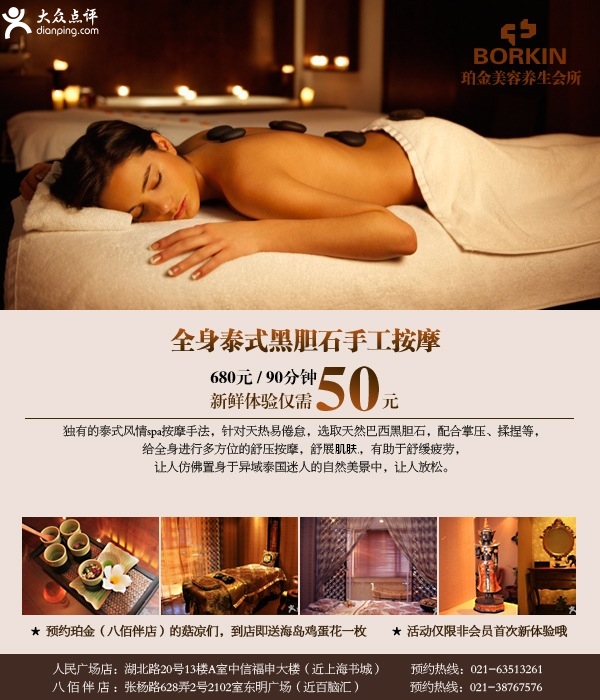 大众点评
dianping.com
BORKIN
珀金美容养生会所
全身泰式黑胆石手工按摩
680元 / 90分钟
新鲜体验仅需50元
独有的泰式风情spa按摩手法，针对天热易倦怠，选取天然巴西黑胆石，配合掌压、揉捏等，
给全身进行多方位的舒压按摩，舒展肌肤.，有助于舒缓疲劳，
让人仿佛置身于异域泰国迷人的自然美景中，让人放松。
★ 预约珀金（八佰伴店）的菇凉们，到店即送海岛鸡蛋花一枚 ★ 活动仅限非会员首次新体验哦
人民广场店：湖北路20号13楼A室中信福申大楼（近上海书城） 预约热线：021-63513261
八佰伴店：张杨路628弄2号2102室东明广场（近百脑汇） 预约热线：021-38767576